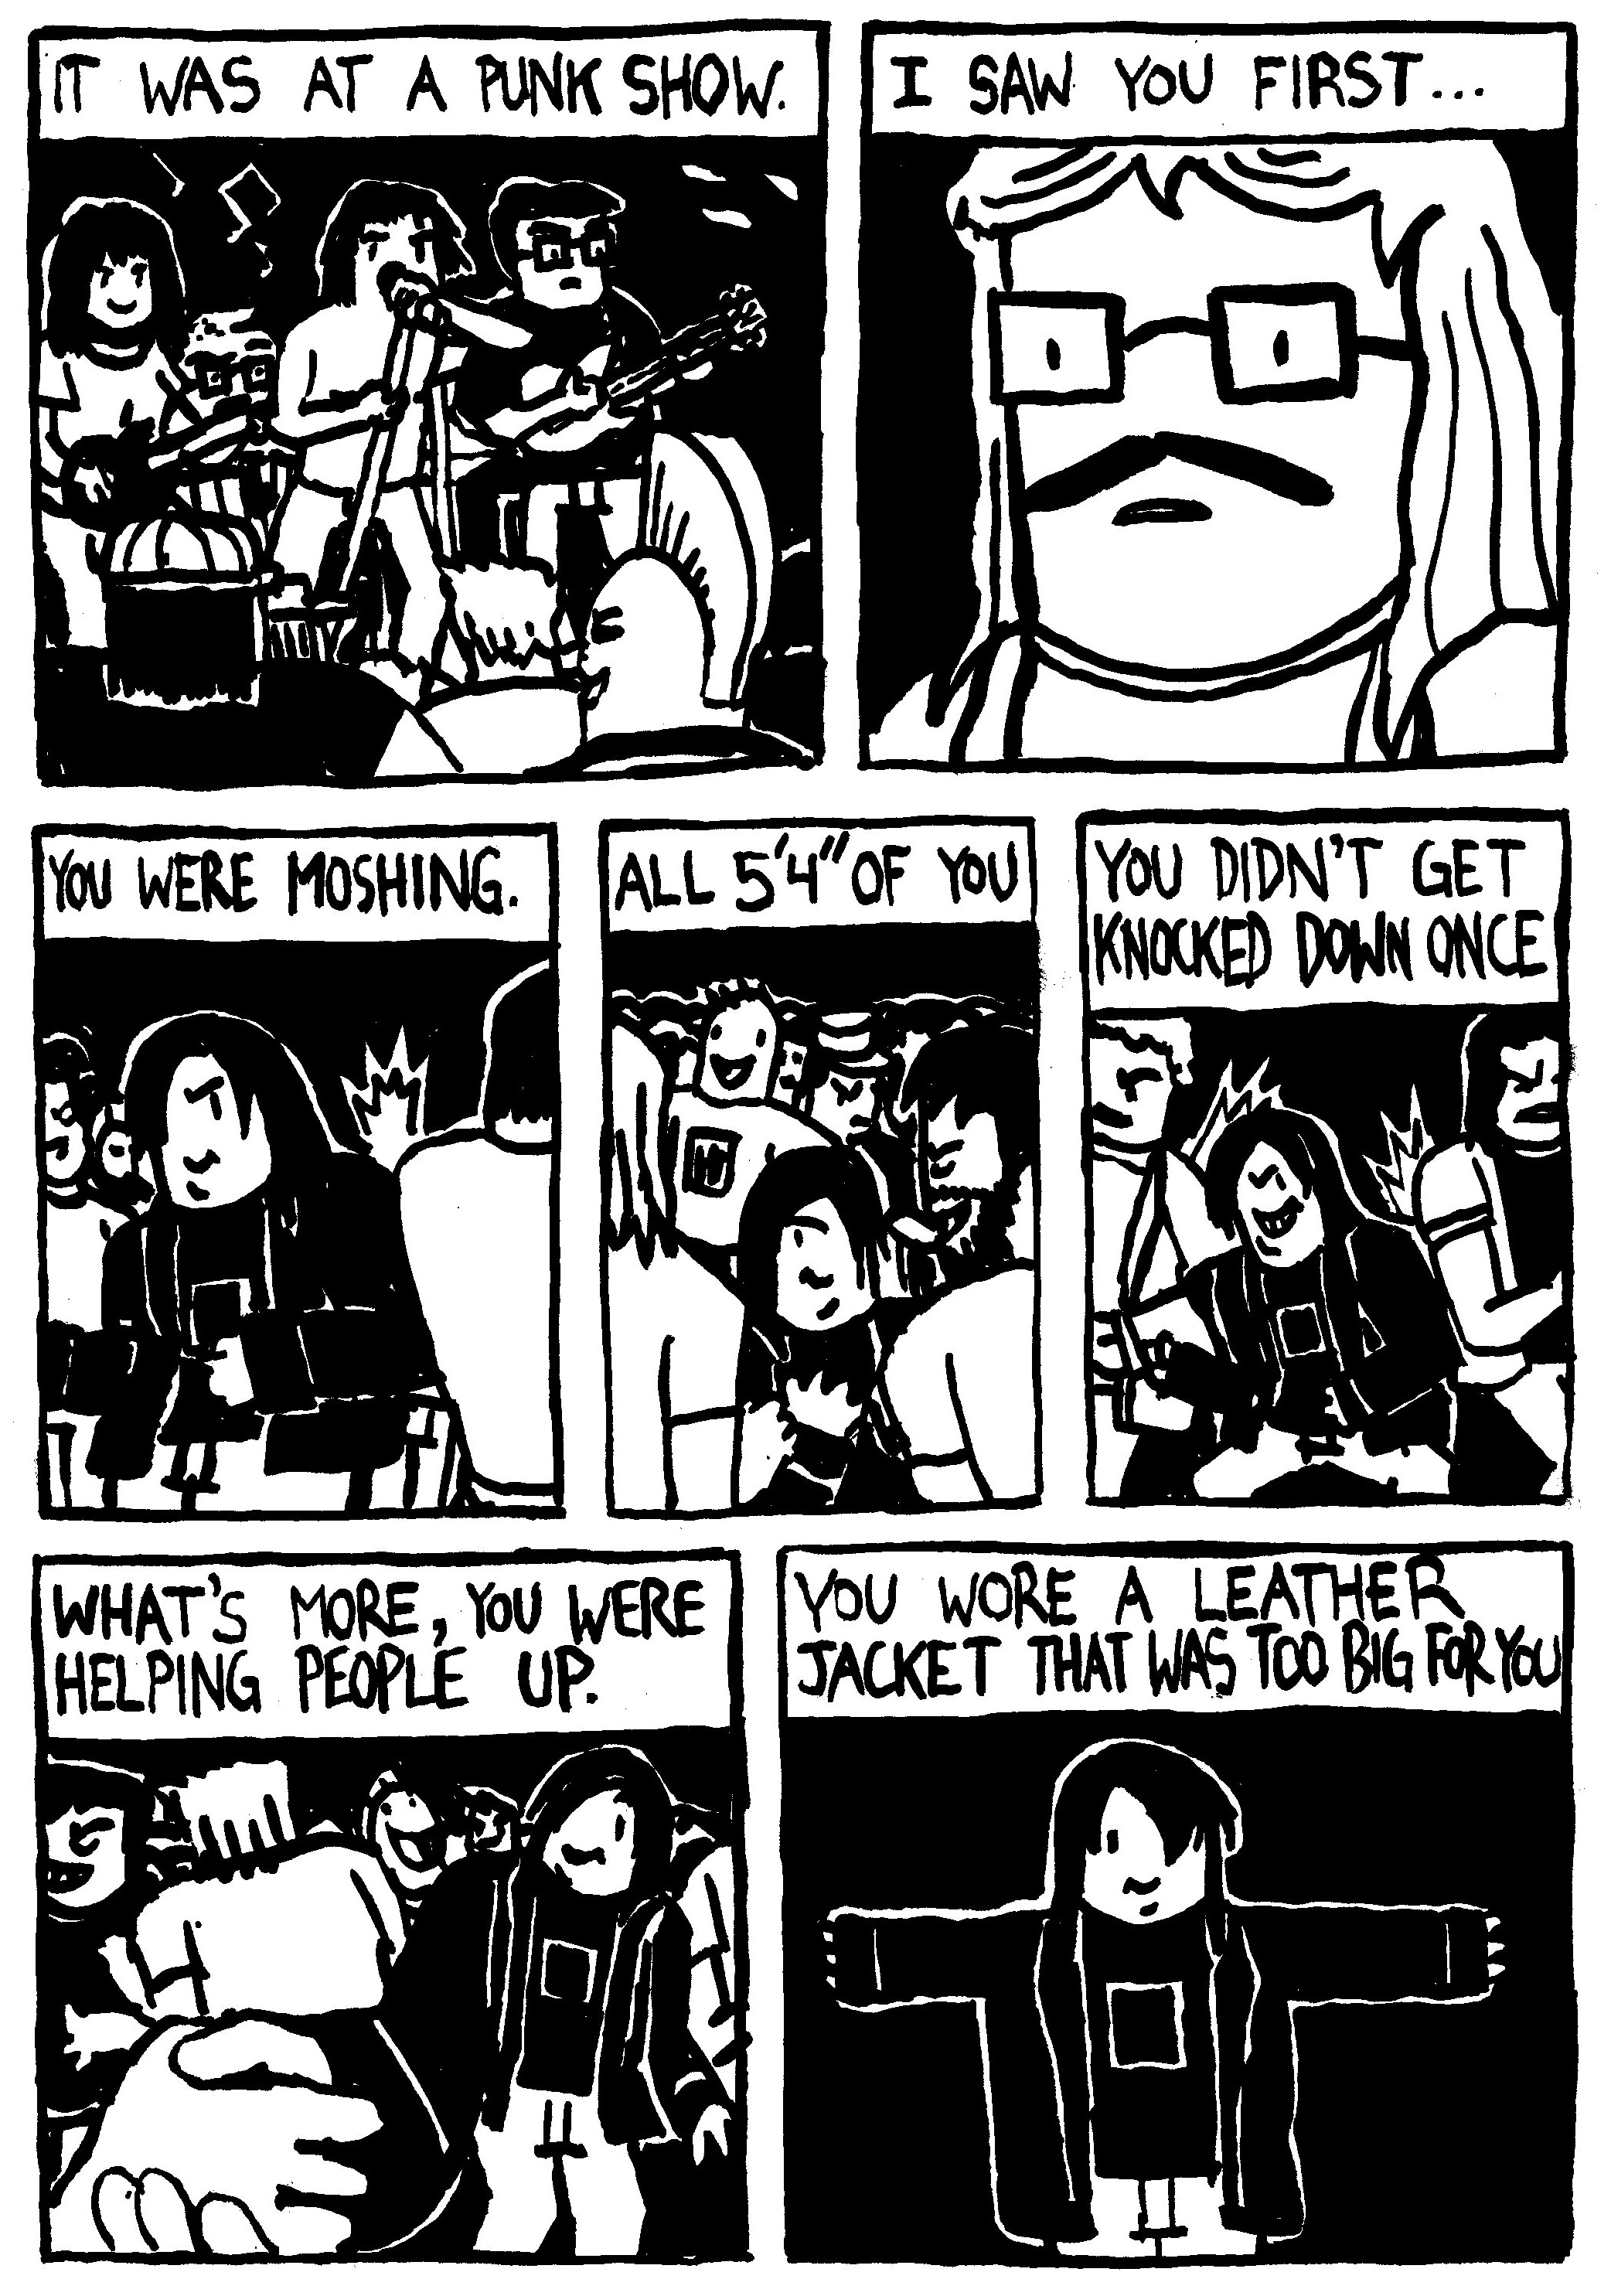 IT WAS AT A PUNK SHOW.
I SAW YOU FIRST...
YOU WERE MOSHING.
ALL 5'4" OF YOU
YOU DIDN'T GET
KNOCKED DOWN ONCE
WHAT'S MORE, YOU WERE
HELPING PEOPLE UP.
YOU WORE A LEATHER
JACKET THAT WAS TOO BIG FOR YOU